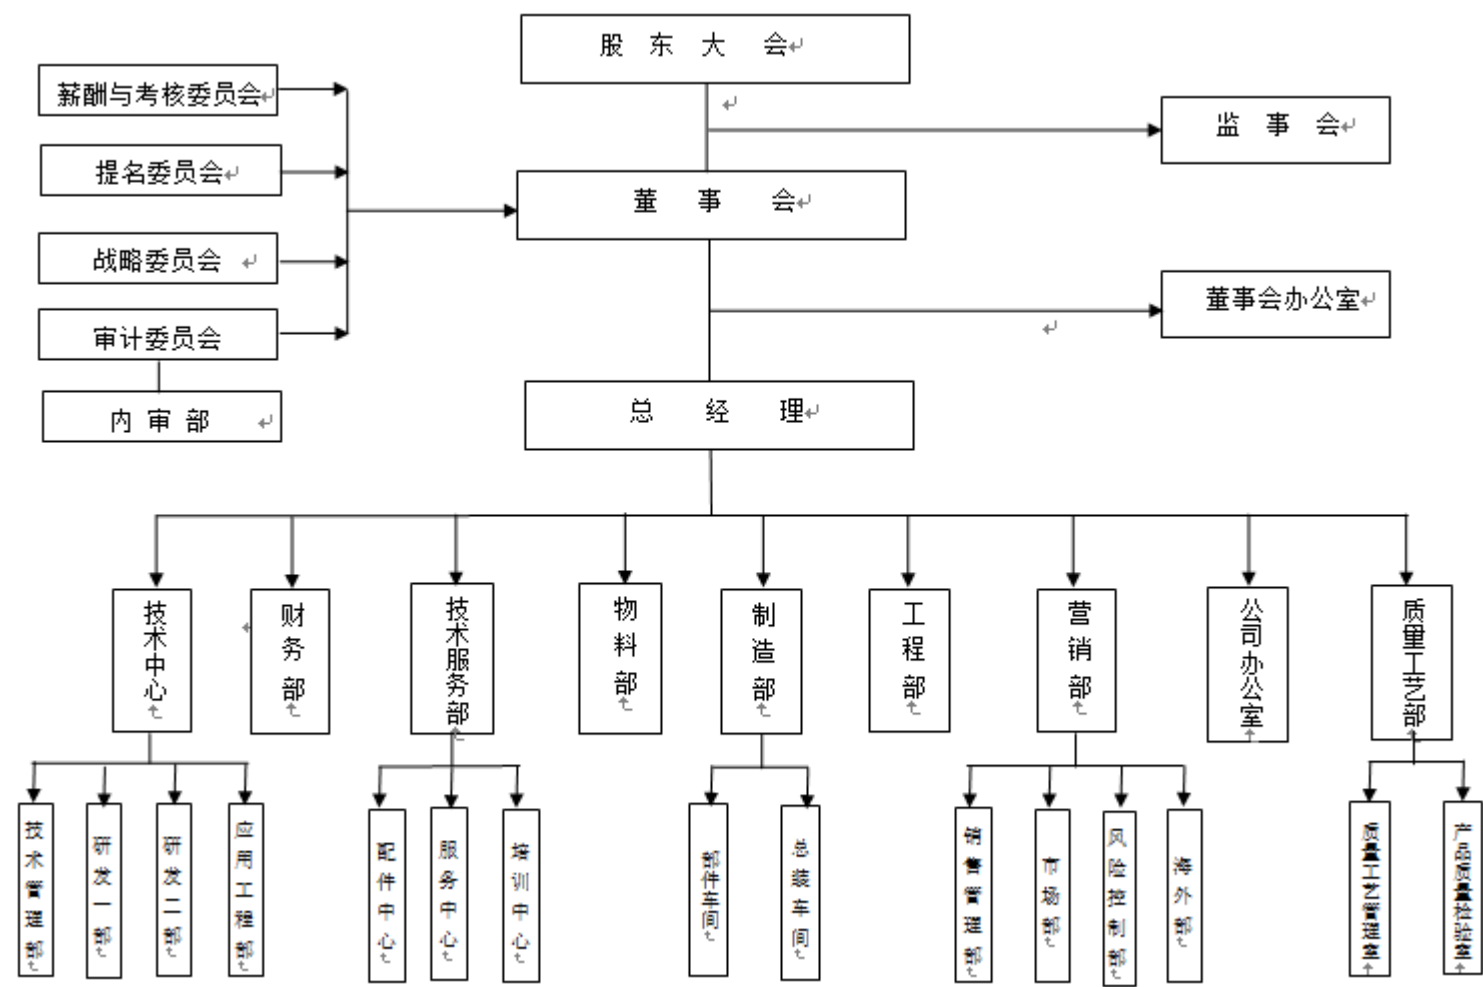 股东大会
薪酬与考核委员会
监事会
提名委员会
董事会
战略委员会
董事会办公室
审计委员会
总经理
内审部
技术中心
财务部
技术服务部
物料部
制造部
工程部
营销部
公司办公室
质量工艺部
技术管理部
研发一部
研发二部
应用工程部
配件中心
服务中心
培训中心
部件车间
总装车间
销售管理部
市场部
风险控制部
海外部
质量工艺管理室
产品质量检验室